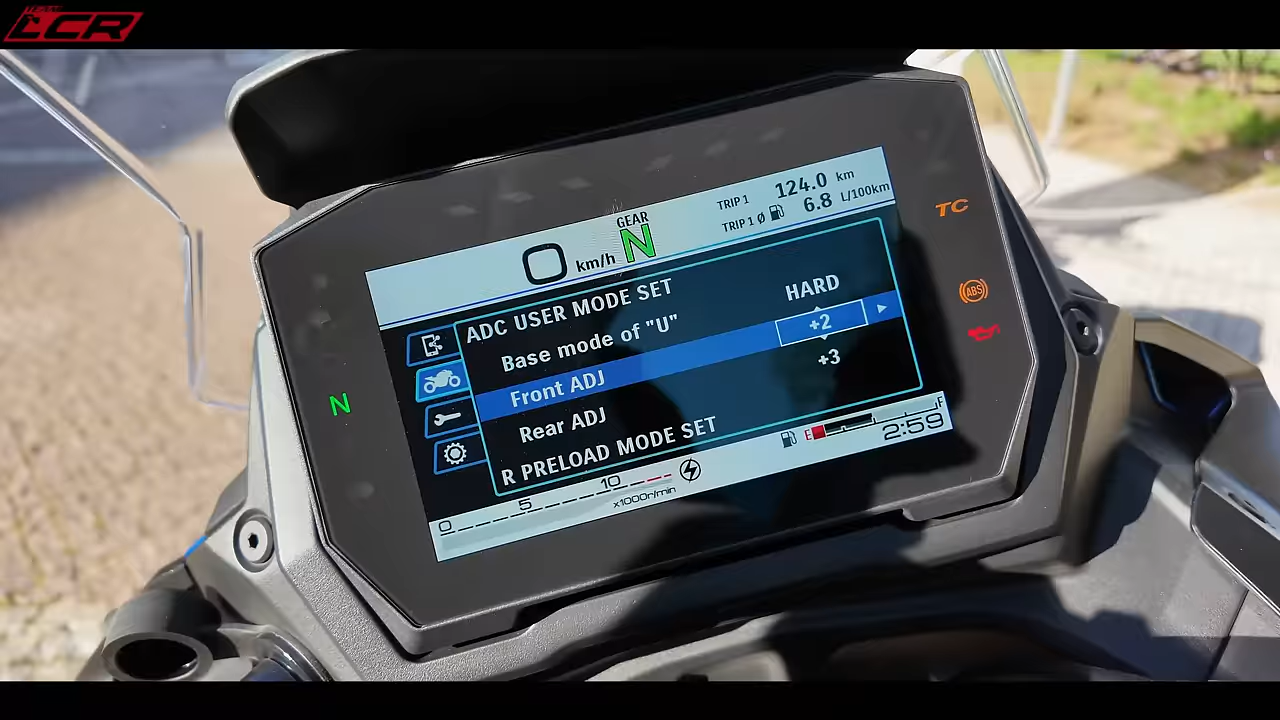 TEAM
LCR
TRIP 1 124.0 km
TRIP 1 Ø 6.8 L/100km
GEAR
0 km/h N
ADC USER MODE SET
Base mode of "U" HARD
Front ADJ +2
Rear ADJ +3
R PRELOAD MODE SET
E F
2:59
0 5 10
x1000r/min
N
TC
ABS